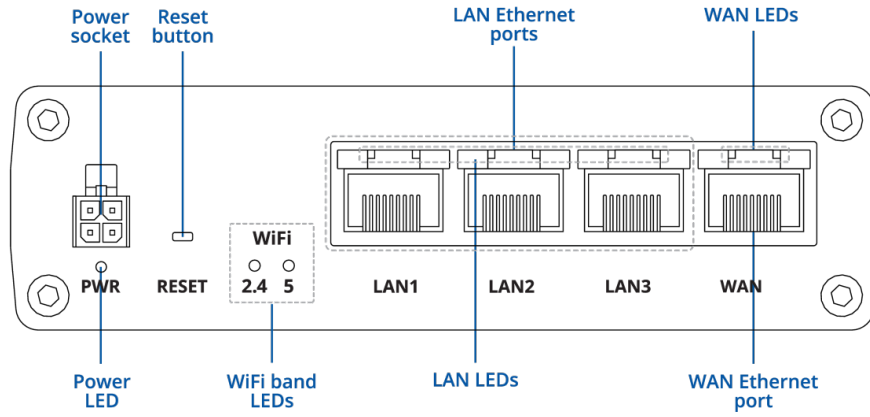 Power
socket
Reset
button
LAN Ethernet
ports
WAN LEDs
WiFi
PWR
RESET
2.4 5
LAN1
LAN2
LAN3
WAN
Power
LED
WiFi band
LEDs
LAN LEDs
WAN Ethernet
port